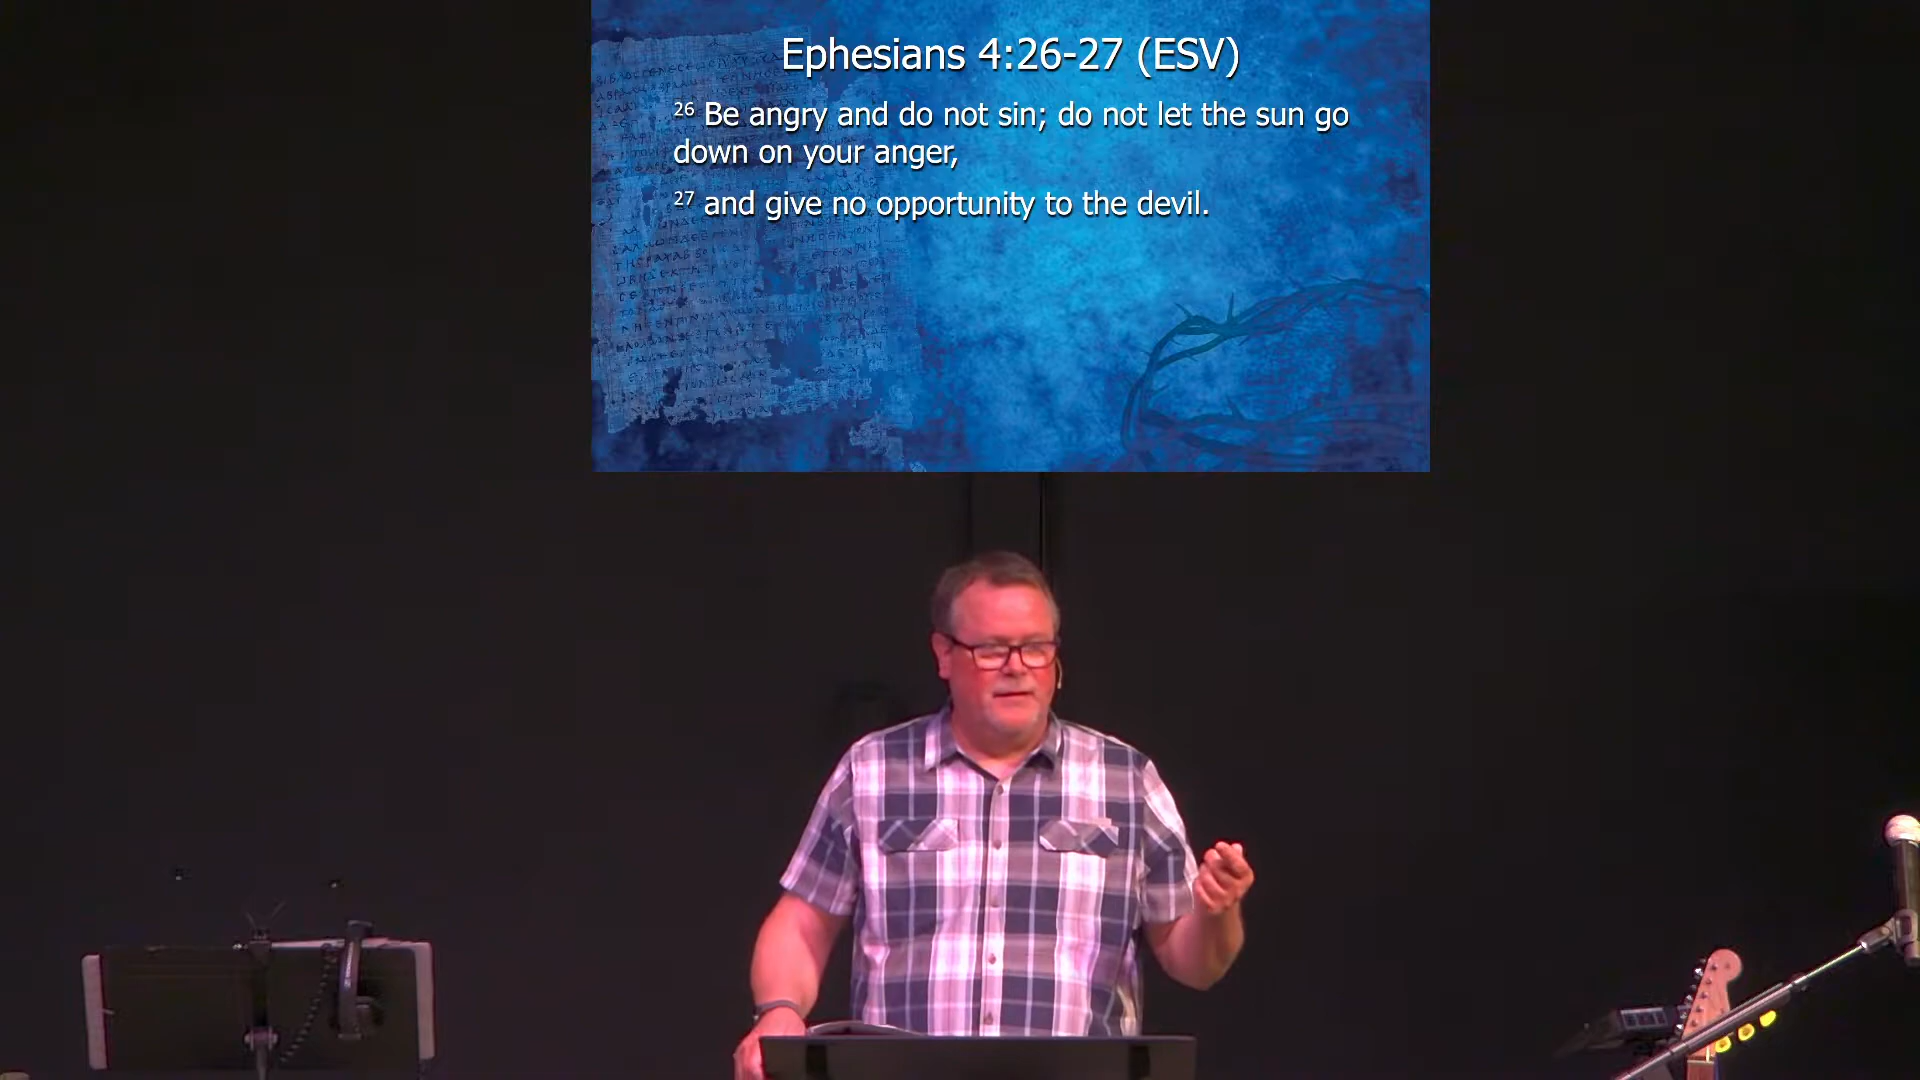 Ephesians 4:26-27 (ESV)
26 Be angry and do not sin; do not let the sun go
down on your anger,
27 and give no opportunity to the devil.